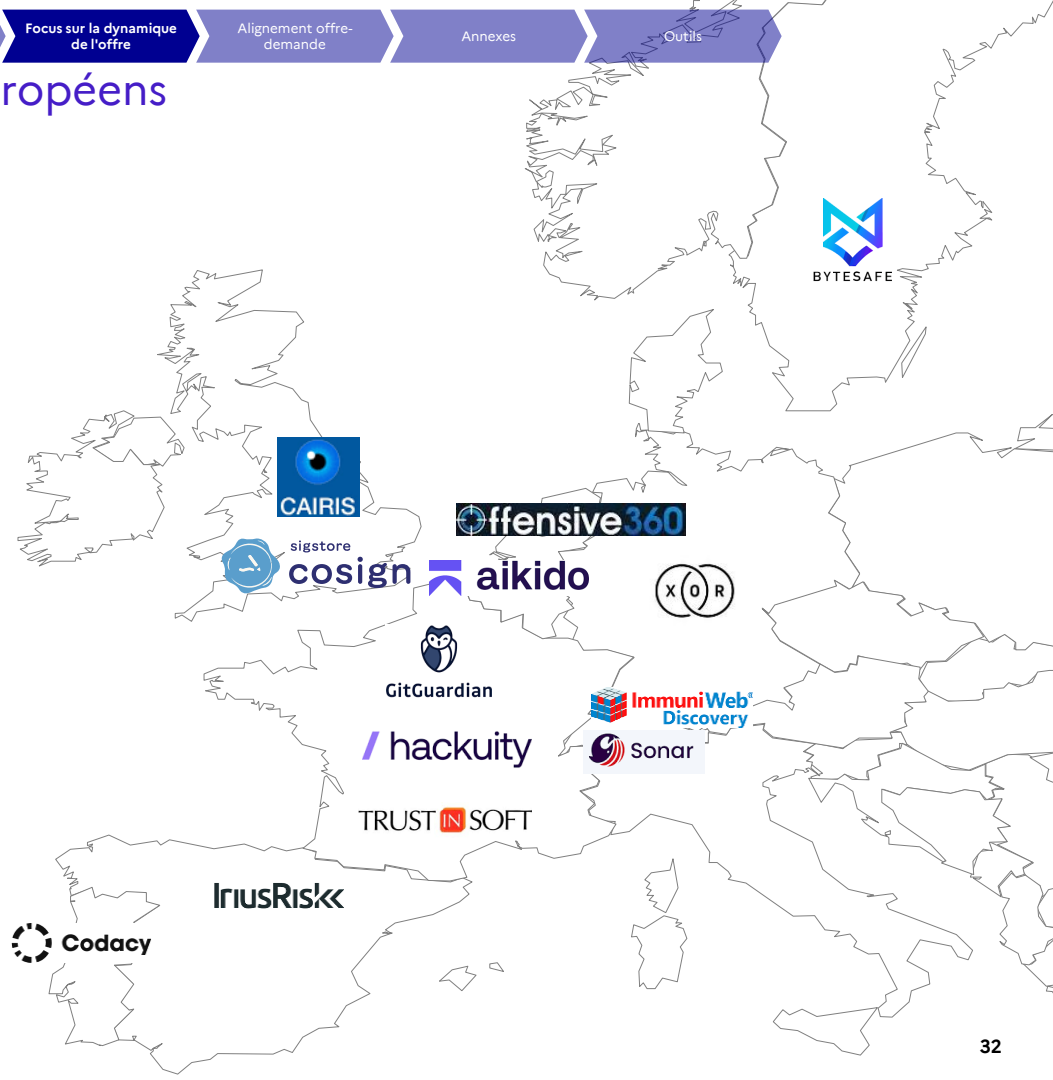 Focus sur la dynamique
de l'offre
Alignement offre-
demande
Annexes
Outils
ropéens
BYTESAFE
CAIRIS
Offensive360
sigstore
cosign
aikido
X O R
GitGuardian
ImmuniWeb
Discovery
hackuity
Sonar
TRUST IN SOFT
IriusRisk
Codacy
32